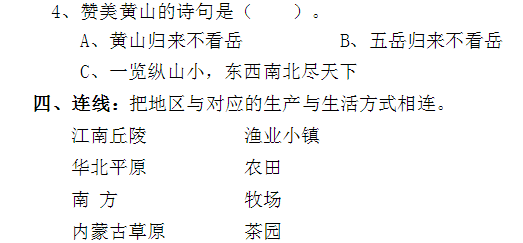 4、赞美黄山的诗句是（　　）。
A、黄山归来不看岳　　　B、五岳归来不看岳
C、一览纵山小，东西南北尽天下
四、连线：把地区与对应的生产与生活方式相连。
江南丘陵　　　　　渔业小镇
华北平原　　　　　农田
南 方　　　　　　牧场
内蒙古草原　　　　茶园